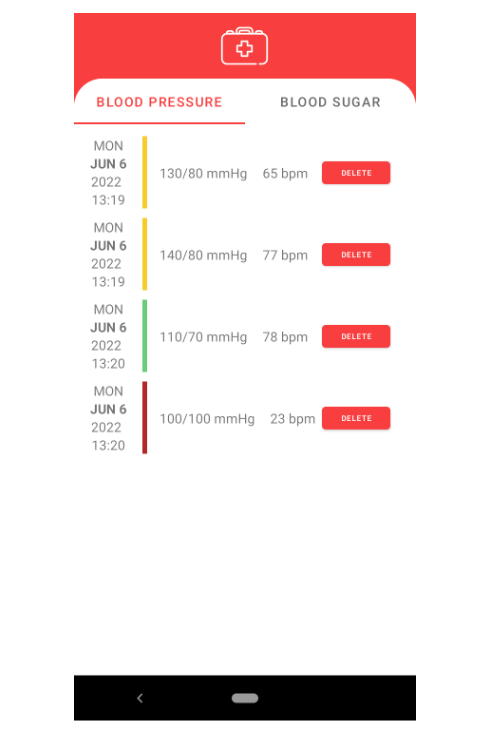 BLOOD PRESSURE BLOOD SUGAR
MON
JUN 6
2022
13:19
130/80 mmHg 65 bpm DELETE
MON
JUN 6
2022
13:19
140/80 mmHg 77 bpm DELETE
MON
JUN 6
2022
13:20
110/70 mmHg 78 bpm DELETE
MON
JUN 6
2022
13:20
100/100 mmHg 23 bpm DELETE